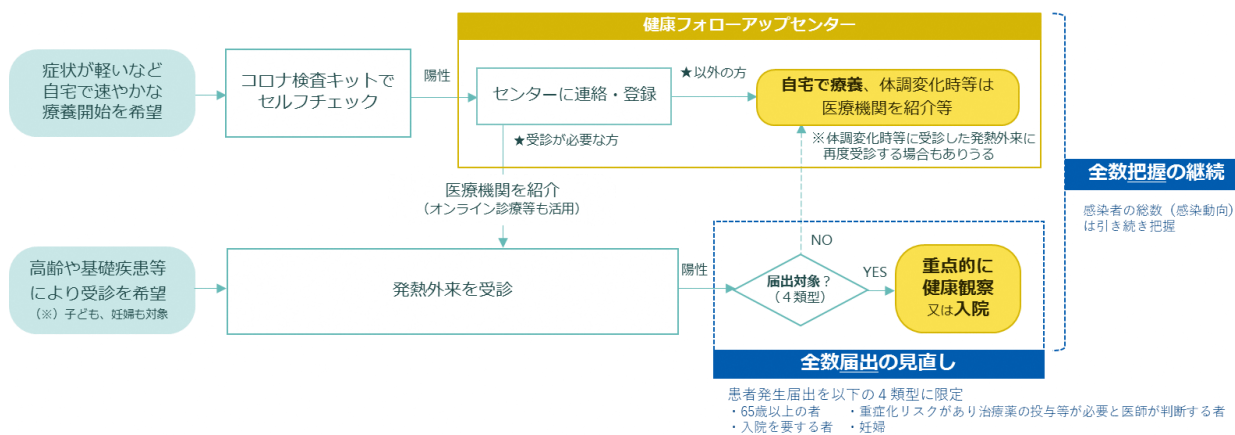 健康フォローアップセンター
症状が軽いなど
自宅で速やかな
療養開始を希望
コロナ検査キットで
セルフチェック
陽性
センターに連絡・登録
★以外の方
自宅で療養、体調変化時等は
医療機関を紹介等
★受診が必要な方
※体調変化時等に受診した発熱外来に
再度受診する場合もありうる
医療機関を紹介
（オンライン診療等も活用）
全数把握の継続
感染者の総数（感染動向）
は引き続き把握
高齢や基礎疾患等
により受診を希望
（※）子ども、妊婦も対象
発熱外来を受診
陽性
NO
届出対象？
（４類型）
YES
重点的に
健康観察
又は入院
全数届出の見直し
患者発生届出を以下の４類型に限定
・65歳以上の者　・重症化リスクがあり治療薬の投与等が必要と医師が判断する者
・入院を要する者　・妊婦